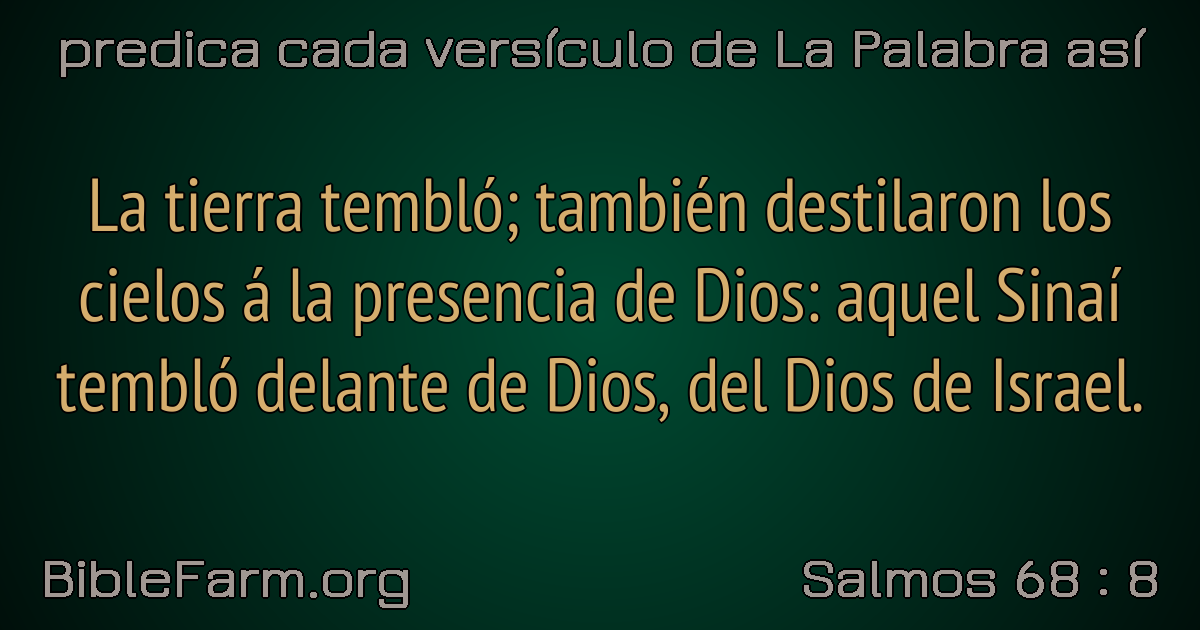 predica cada versículo de La Palabra así
La tierra tembló; también destilaron los
cielos á la presencia de Dios: aquel Sinaí
tembló delante de Dios, del Dios de Israel.
BibleFarm.org
Salmos 68 : 8